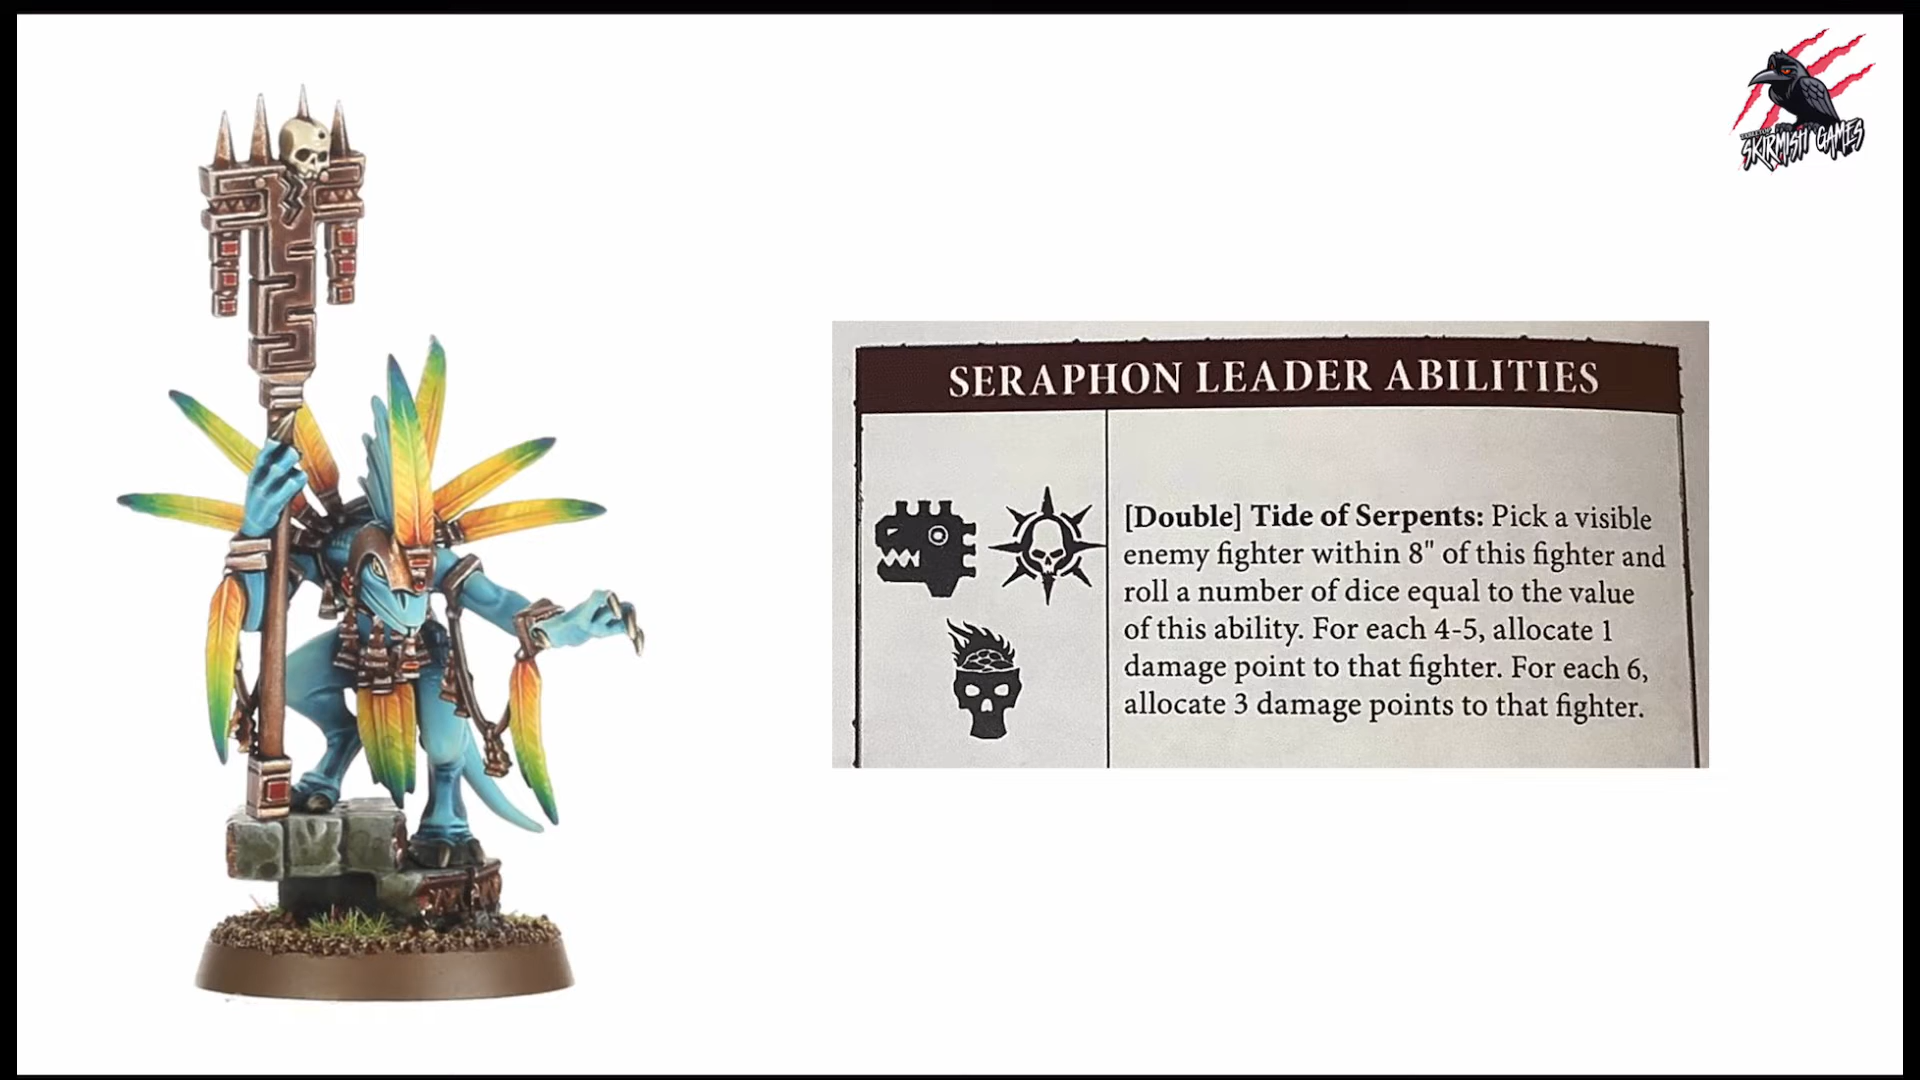 TABLETOP
SKIRMISH GAMES
SERAPHON LEADER ABILITIES
[Double] Tide of Serpents: Pick a visible
enemy fighter within 8" of this fighter and
roll a number of dice equal to the value
of this ability. For each 4-5, allocate 1
damage point to that fighter. For each 6,
allocate 3 damage points to that fighter.